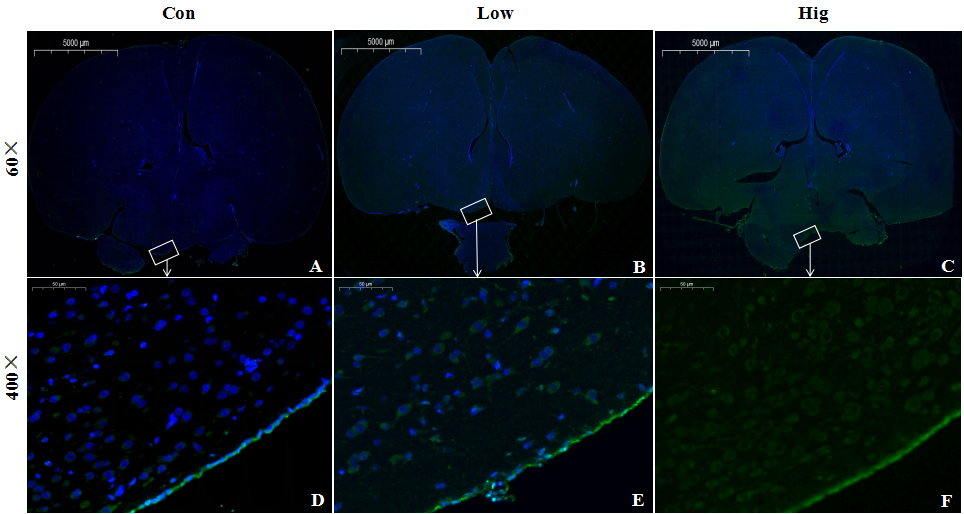 Con Low Hig
60×
5000 µm 5000 µm 5000 µm
A B C
400×
50 µm 50 µm 50 µm
D E F